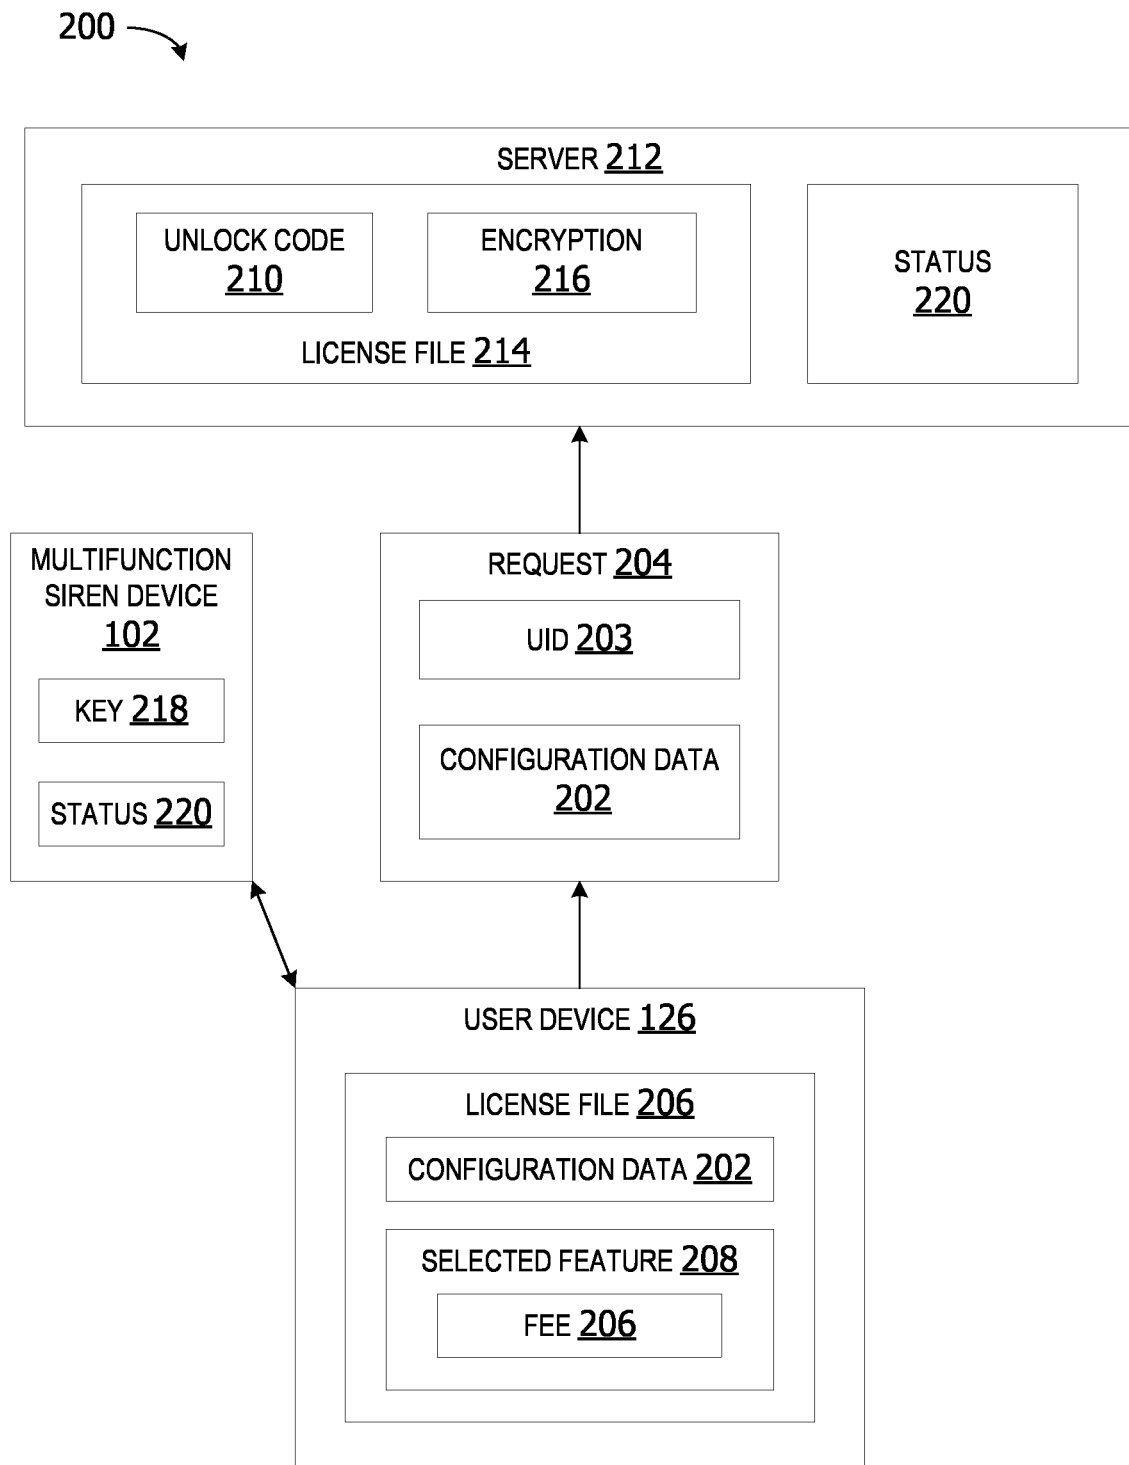 200
SERVER 212
UNLOCK CODE
210
ENCRYPTION
216
LICENSE FILE 214
STATUS
220
MULTIFUNCTION
SIREN DEVICE
102
KEY 218
STATUS 220
REQUEST 204
UID 203
CONFIGURATION DATA
202
USER DEVICE 126
LICENSE FILE 206
CONFIGURATION DATA 202
SELECTED FEATURE 208
FEE 206